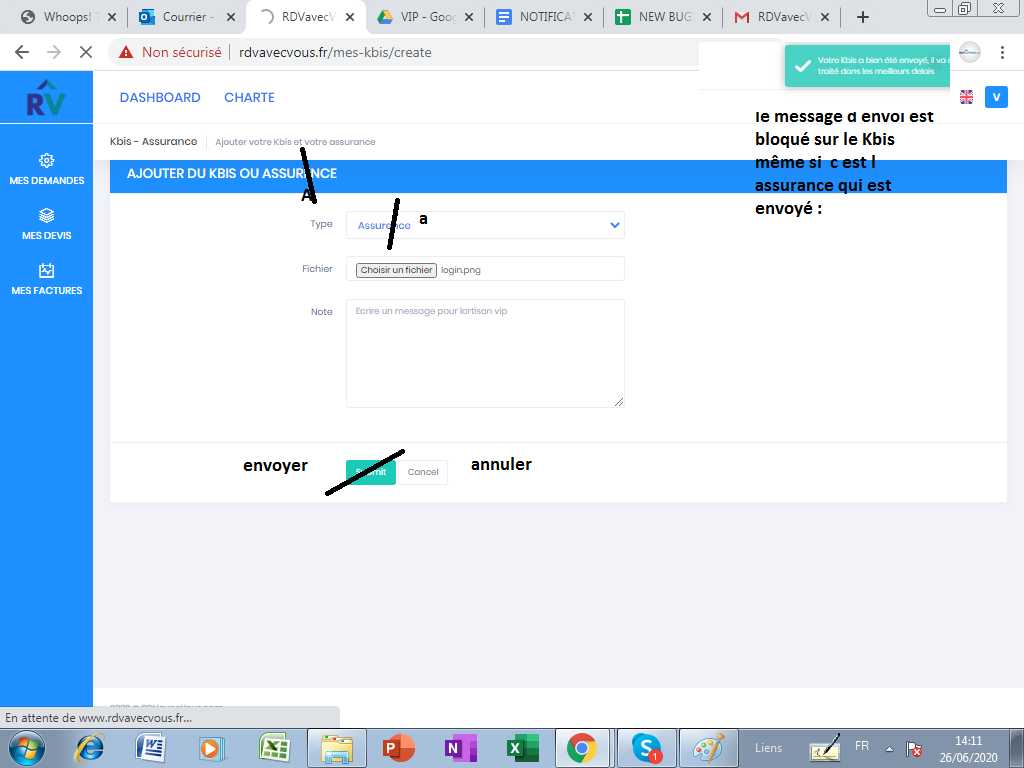 Whoops! T
Courrier -
RDVavecV
VIP - Goo
NOTIFICA
NEW BUG
RDVavecV
Non sécurisé
rdvavecvous.fr/mes-kbis/create
Votre Kbis a bien été envoyé, il va ê
traité dans les meilleurs delais
RV
DASHBOARD
CHARTE
V
le message d envoi est
bloqué sur le Kbis
même si c est l
assurance qui est
envoyé :
Kbis - Assurance
Ajouter votre Kbis et votre assurance
AJOUTER DU KBIS OU ASSURENCE
A
MES DEMANDES
MES DEVIS
MES FACTURES
Type
Assurence
a
Fichier
Choisir un fichier
login.png
Note
Ecrire un message pour lartisan vip
envoyer
Submit
Cancel
annuler
En attente de www.rdvavecvous.fr...
Liens
FR
14:11
26/06/2020
1